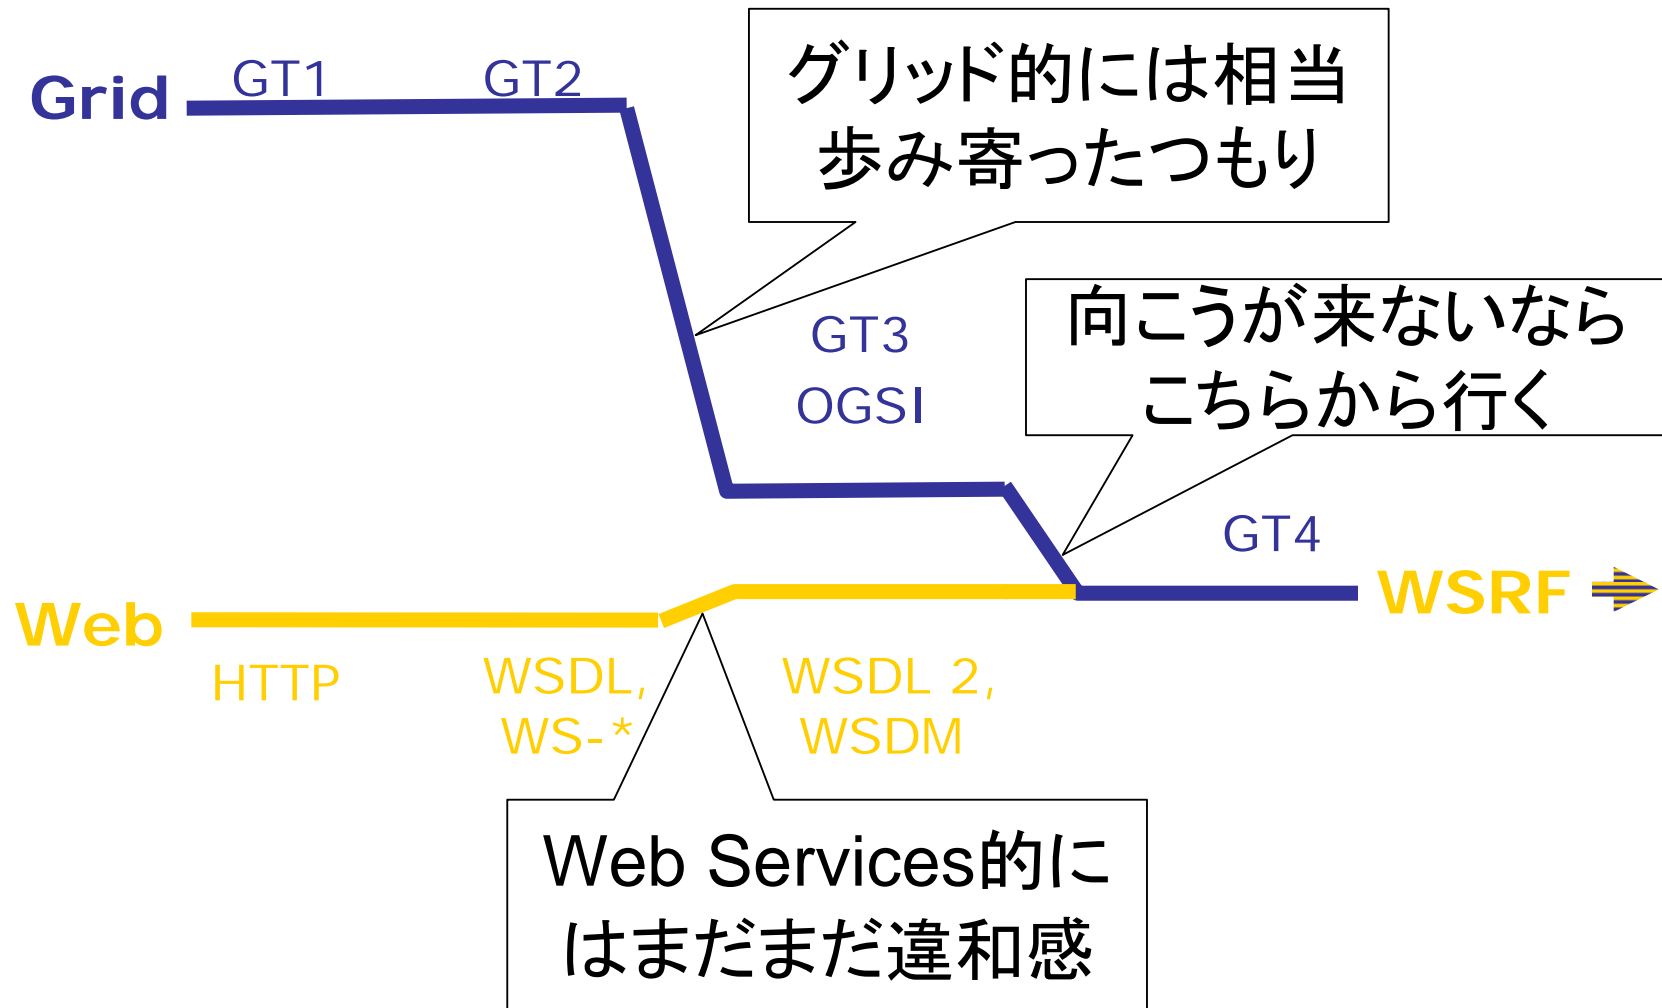 グリッド的には相当
歩み寄ったつもり
Grid
GT1
GT2
GT3
OGSI
向こうが来ないなら
こちらから行く
GT4
WSRF
Web
HTTP
WSDL,
WS-*
WSDL 2,
WSDM
Web Services的に
はまだまだ違和感